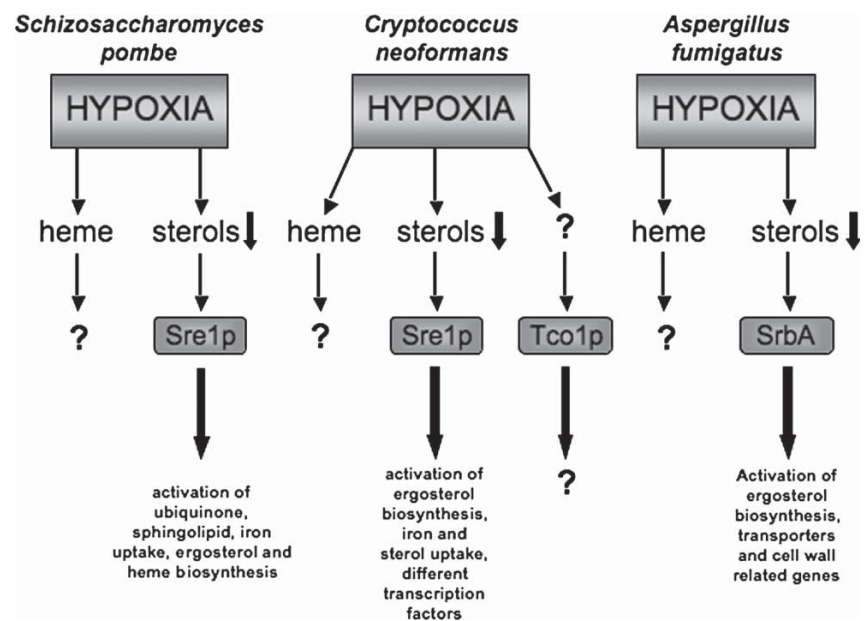 Schizosaccharomyces
pombe
HYPOXIA
heme
sterols
?
Sre1p
activation of
ubiquinone,
sphingolipid, iron
uptake, ergosterol and
heme biosynthesis
Cryptococcus
neoformans
HYPOXIA
heme
sterols
?
?
Sre1p
Tco1p
activation of
ergosterol
biosynthesis,
iron and
sterol uptake,
different
transcription
factors
?
Aspergillus
fumigatus
HYPOXIA
heme
sterols
?
SrbA
Activation of
ergosterol
biosynthesis,
transporters
and cell wall
related genes